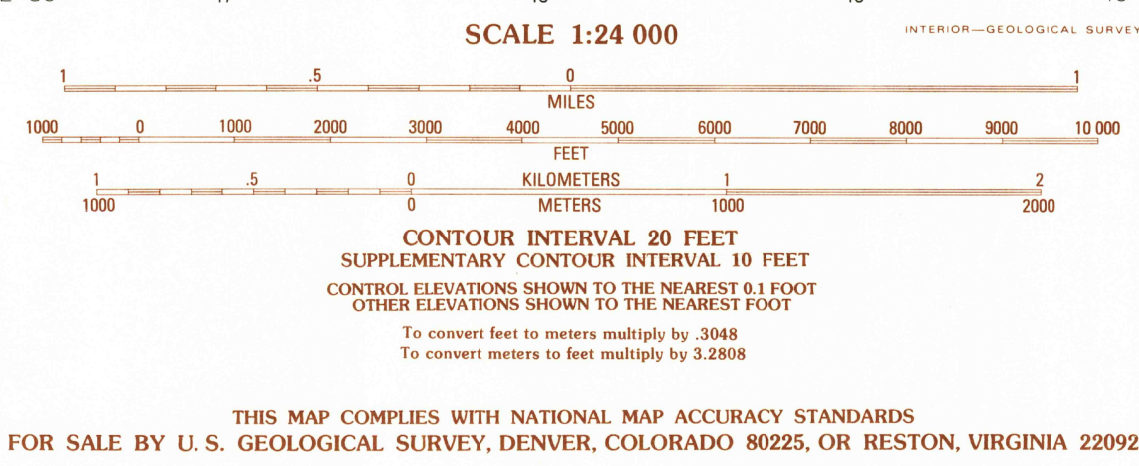 SCALE 1:24 000
INTERIOR—GEOLOGICAL SURVEY
1 .5 0 1
MILES
1000 0 1000 2000 3000 4000 5000 6000 7000 8000 9000 10 000
FEET
1 .5 0 KILOMETERS 1 2
1000 0 METERS 1000 2000
CONTOUR INTERVAL 20 FEET
SUPPLEMENTARY CONTOUR INTERVAL 10 FEET
CONTROL ELEVATIONS SHOWN TO THE NEAREST 0.1 FOOT
OTHER ELEVATIONS SHOWN TO THE NEAREST FOOT
To convert feet to meters multiply by .3048
To convert meters to feet multiply by 3.2808
THIS MAP COMPLIES WITH NATIONAL MAP ACCURACY STANDARDS
FOR SALE BY U. S. GEOLOGICAL SURVEY, DENVER, COLORADO 80225, OR RESTON, VIRGINIA 22092